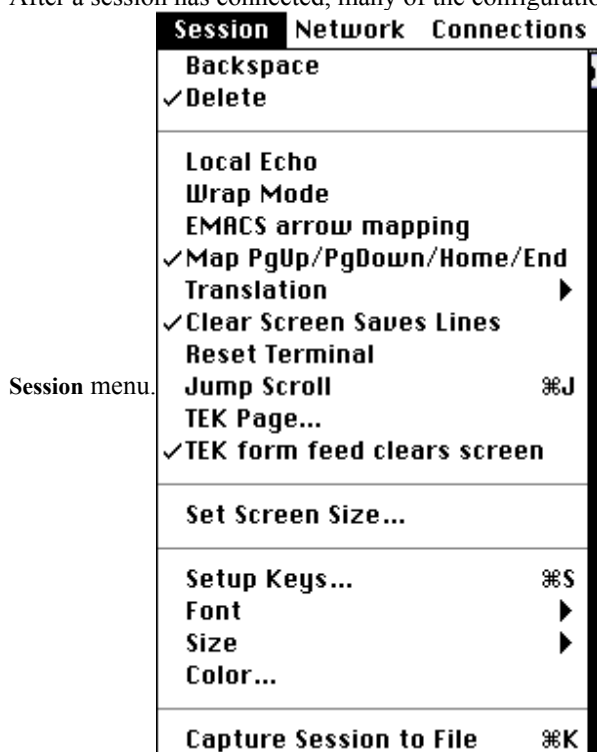 After a session has connected, many of the configuration
Session Network Connections
Backspace
✓Delete
Local Echo
Wrap Mode
EMACS arrow mapping
✓Map PgUp/PgDown/Home/End
Translation ▶
✓Clear Screen Saves Lines
Reset Terminal
Session menu. Jump Scroll ⌘J
TEK Page...
✓TEK form feed clears screen
Set Screen Size...
Setup Keys... ⌘S
Font ▶
Size ▶
Color...
Capture Session to File ⌘K